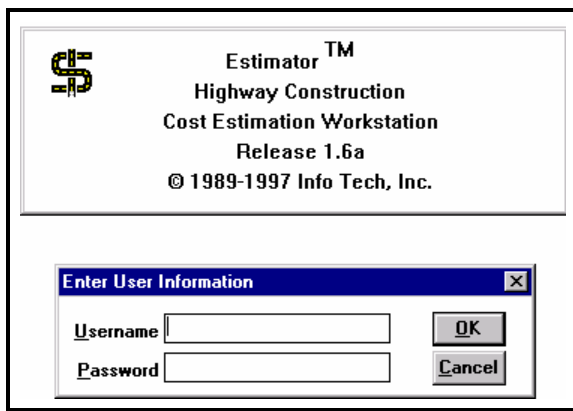 Estimator TM
Highway Construction
Cost Estimation Workstation
Release 1.6a
© 1989-1997 Info Tech, Inc.
Enter User Information
Username OK
Password Cancel